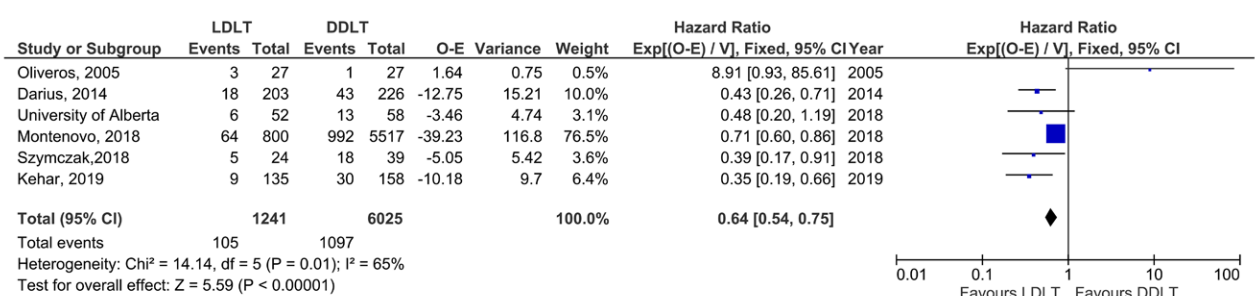 LDLT DDLT Hazard Ratio Hazard Ratio
Study or Subgroup Events Total Events Total O-E Variance Weight Exp[(O-E) / V], Fixed, 95% CI Year Exp[(O-E) / V], Fixed, 95% CI
Oliveros, 2005 3 27 1 27 1.64 0.75 0.5% 8.91 [0.93, 85.61] 2005
Darius, 2014 18 203 43 226 -12.75 15.21 10.0% 0.43 [0.26, 0.71] 2014
University of Alberta 6 52 13 58 -3.46 4.74 3.1% 0.48 [0.20, 1.19] 2018
Montenovo, 2018 64 800 992 5517 -39.23 116.8 76.5% 0.71 [0.60, 0.86] 2018
Szymczak,2018 5 24 18 39 -5.05 5.42 3.6% 0.39 [0.17, 0.91] 2018
Kehar, 2019 9 135 30 158 -10.18 9.7 6.4% 0.35 [0.19, 0.66] 2019
Total (95% CI) 1241 6025 100.0% 0.64 [0.54, 0.75]
Total events 105 1097
Heterogeneity: Chi² = 14.14, df = 5 (P = 0.01); I² = 65%
Test for overall effect: Z = 5.59 (P < 0.00001)
0.01 0.1 1 10 100
Favours LDLT Favours DDLT